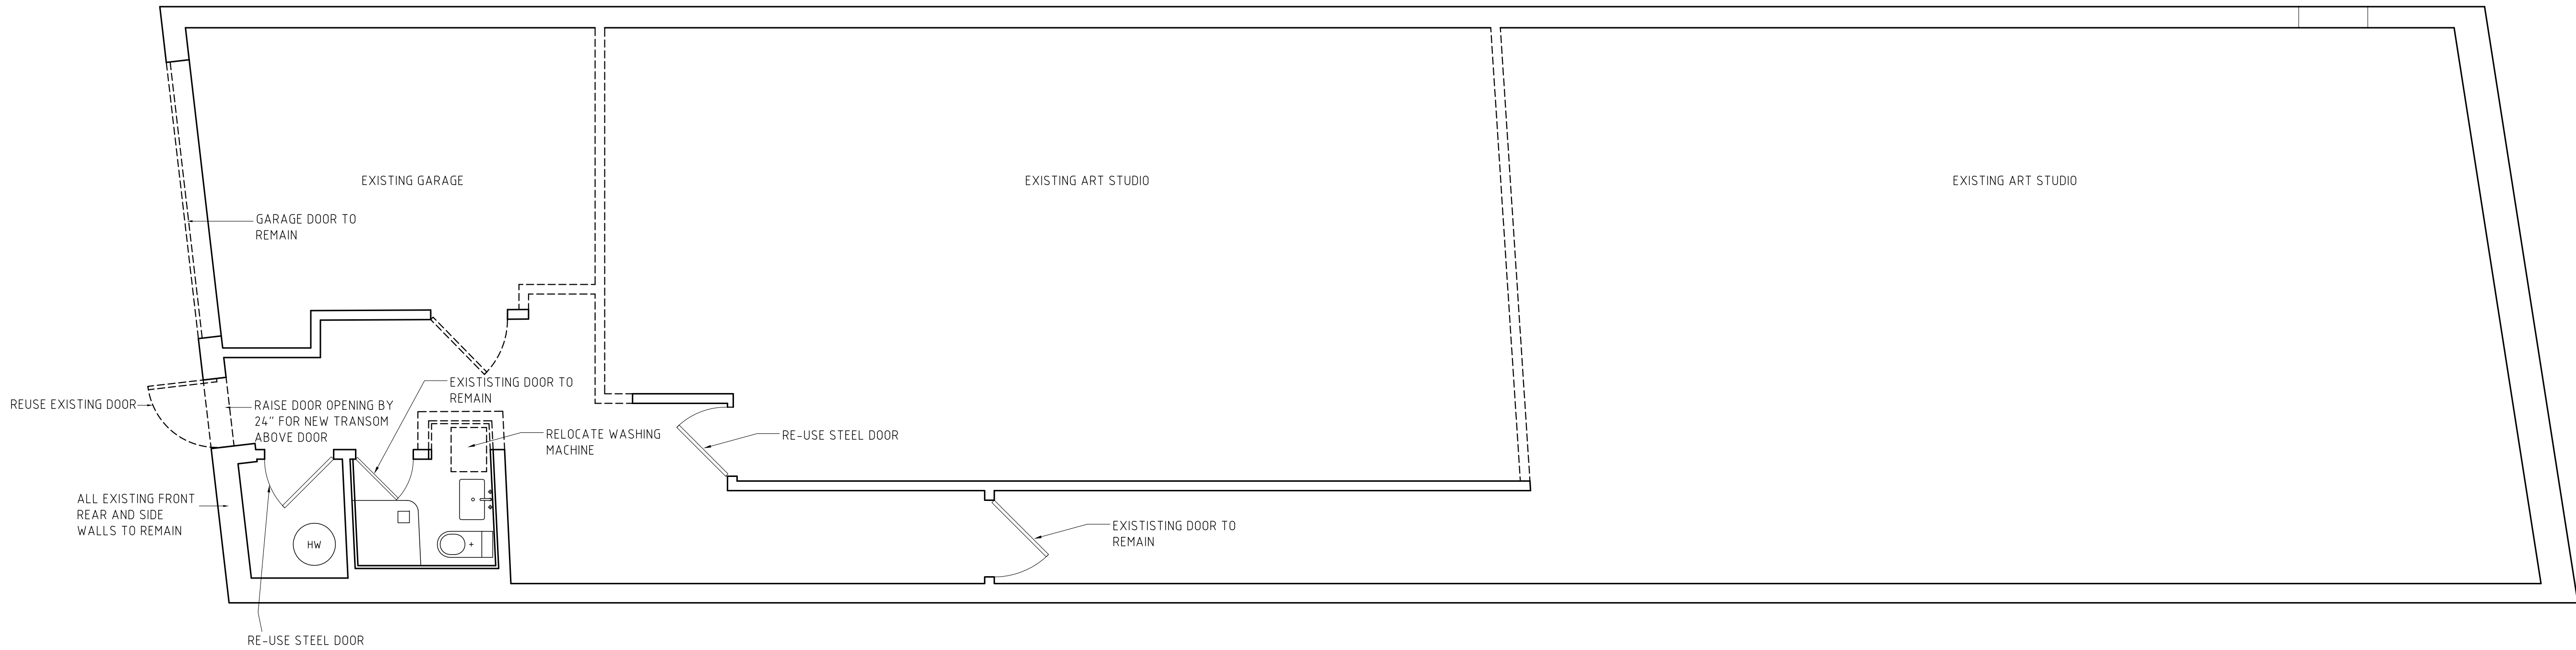 EXISTING GARAGE
EXISTING ART STUDIO
EXISTING ART STUDIO
GARAGE DOOR TO
REMAIN
EXISTISTING DOOR TO
REMAIN
REUSE EXISTING DOOR
RAISE DOOR OPENING BY
24" FOR NEW TRANSOM
ABOVE DOOR
RELOCATE WASHING
MACHINE
RE-USE STEEL DOOR
ALL EXISTING FRONT
REAR AND SIDE
WALLS TO REMAIN
HW
EXISTISTING DOOR TO
REMAIN
RE-USE STEEL DOOR